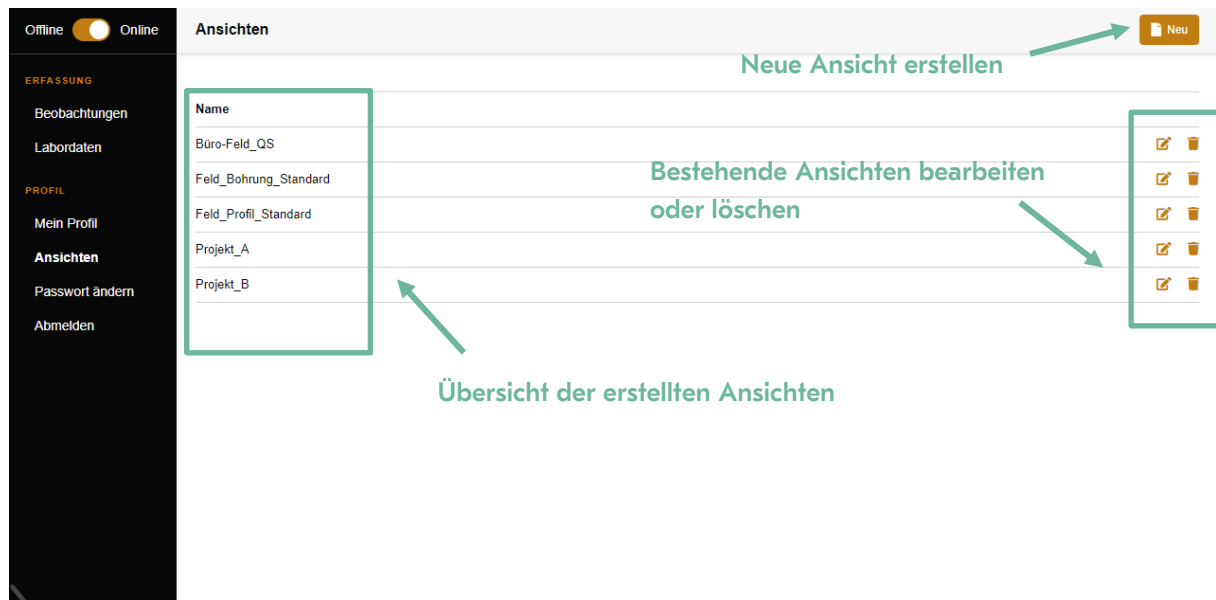 Offline Online
Ansichten
Neu
Neue Ansicht erstellen
ERFASSUNG
Beobachtungen
Labordaten
PROFIL
Mein Profil
Ansichten
Passwort ändern
Abmelden
Name
Büro-Feld_QS
Feld_Bohrung_Standard
Feld_Profil_Standard
Projekt_A
Projekt_B
Bestehende Ansichten bearbeiten
oder löschen
Übersicht der erstellten Ansichten